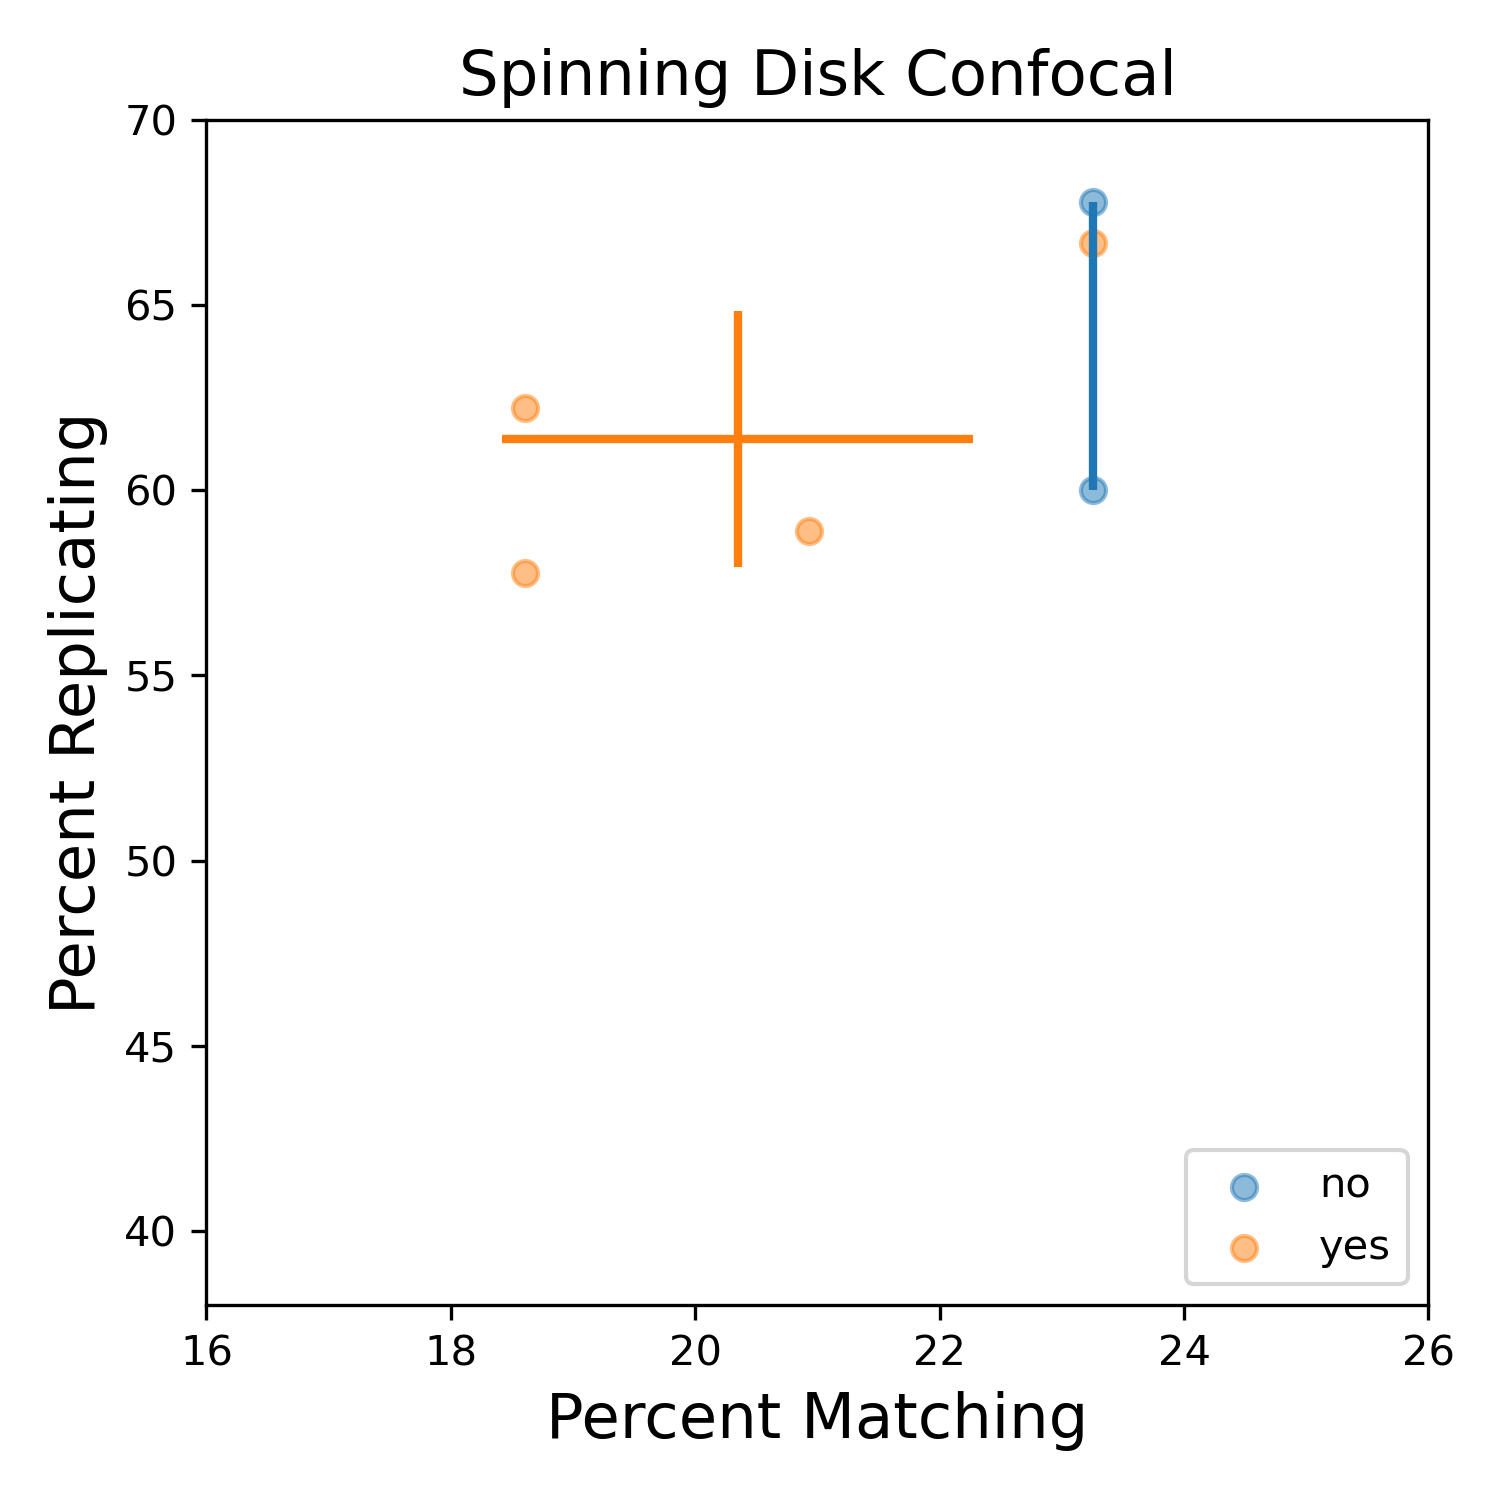 Spinning Disk Confocal
70
65
60
55
50
45
40
Percent Replicating
no
yes
16 18 20 22 24 26
Percent Matching